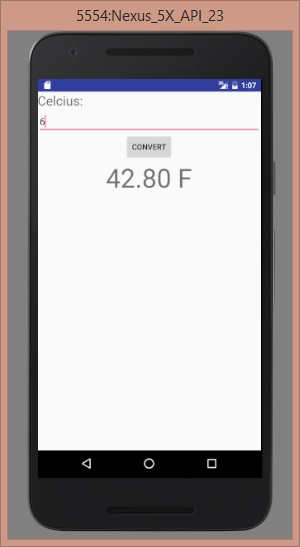 5554:Nexus_5X_API_23
1:07
Celcius:
6
CONVERT
42.80 F